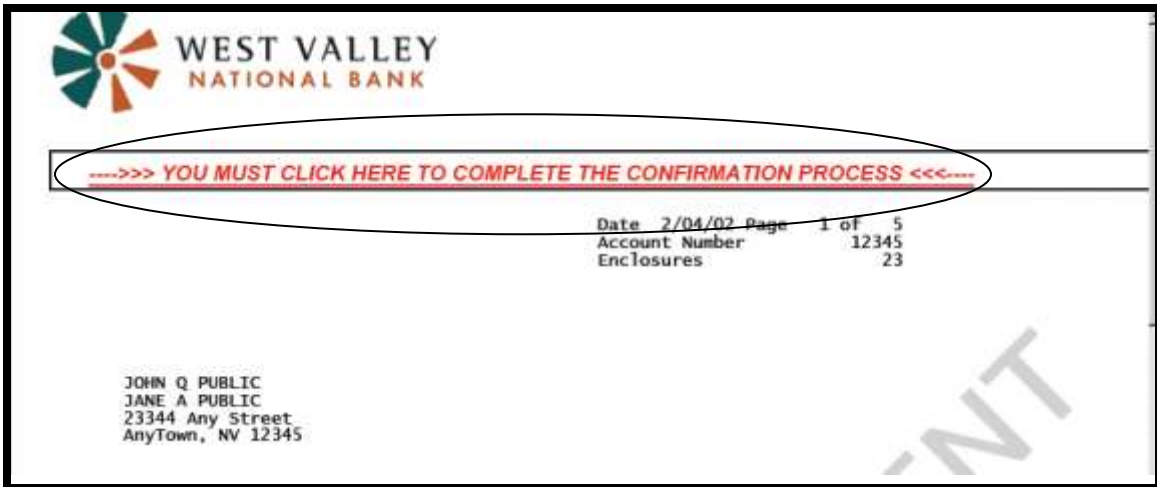 WEST VALLEY
NATIONAL BANK
---->>> YOU MUST CLICK HERE TO COMPLETE THE CONFIRMATION PROCESS <<<----
Date 2/04/02 Page 1 of 5
Account Number 12345
Enclosures 23
JOHN Q PUBLIC
JANE A PUBLIC
23344 Any Street
AnyTown, NV 12345
ENT